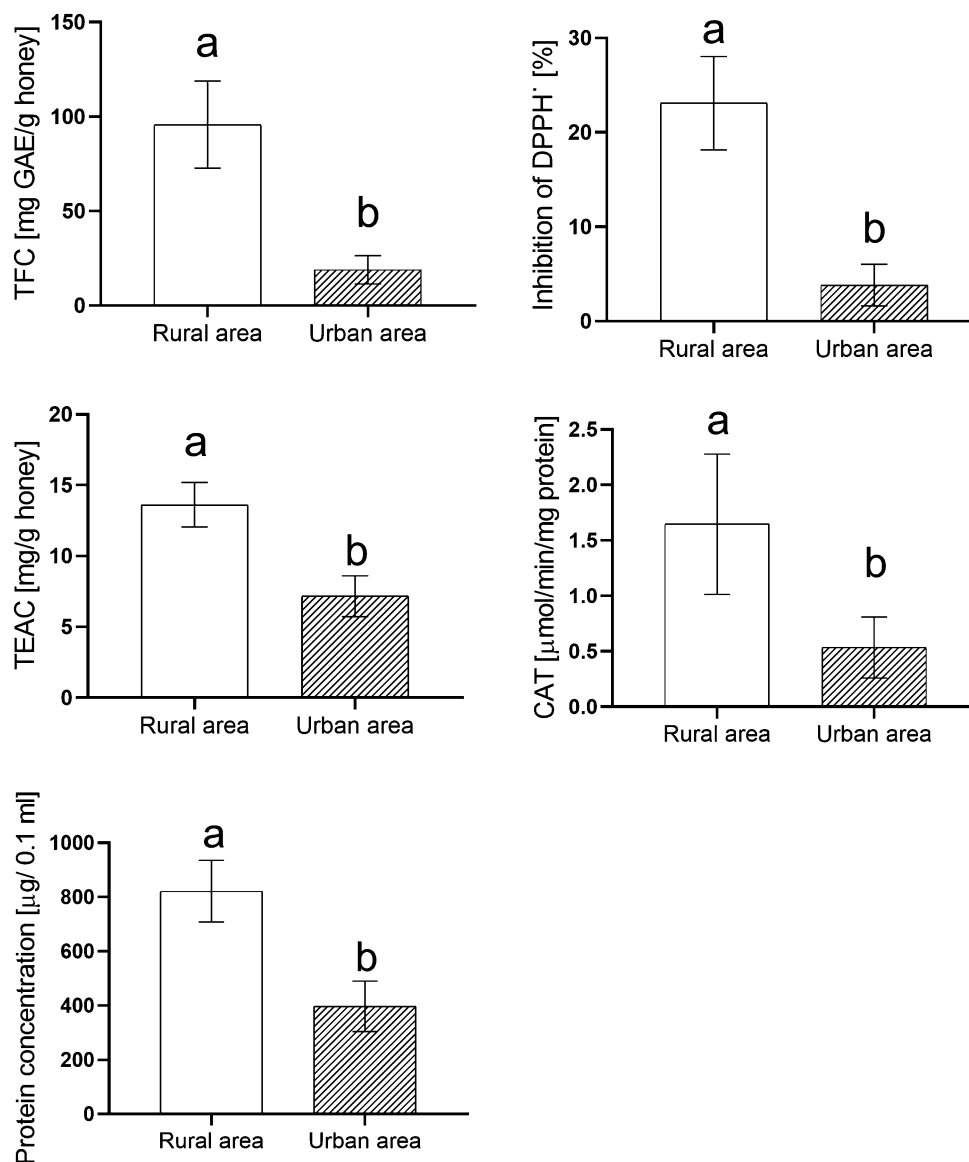 TFC [mg GAE/g honey]
150
100
50
0
a
b
Rural area
Urban area
Inhibition of DPPH˙ [%]
30
20
10
0
a
b
Rural area
Urban area
TEAC [mg/g honey]
20
15
10
5
0
a
b
Rural area
Urban area
CAT [μmol/min/mg protein]
2.5
2.0
1.5
1.0
0.5
0.0
a
b
Rural area
Urban area
Protein concentration [μg/ 0.1 ml]
1000
800
600
400
200
0
a
b
Rural area
Urban area